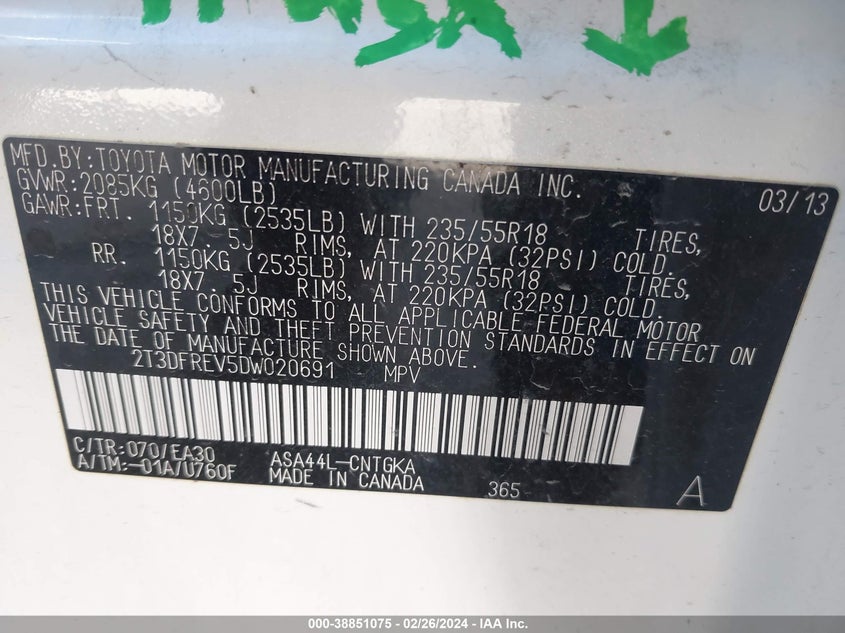 MFD.BY:TOYOTA MOTOR MANUFACTURING CANADA INC. 03/13
GVWR:2085KG (4600LB)
GAWR:FRT. 1150KG (2535LB) WITH 235/55R18 TIRES,
18X7. 5J RIMS, AT 220KPA (32PSI) COLD.
RR. 1150KG (2535LB) WITH 235/55R18 TIRES,
18X7. 5J RIMS, AT 220KPA (32PSI) COLD.
THIS VEHICLE CONFORMS TO ALL APPLICABLE FEDERAL MOTOR
VEHICLE SAFETY AND THEFT PREVENTION STANDARDS IN EFFECT ON
THE DATE OF MANUFACTURE SHOWN ABOVE.
2T3DFREV5DW020691 MPV
C/TR:070/EA30 ASA44L-CNTGKA
A/TM:-01A/U760F MADE IN CANADA 365 A
000-38851075 - 02/26/2024 - IAA Inc.